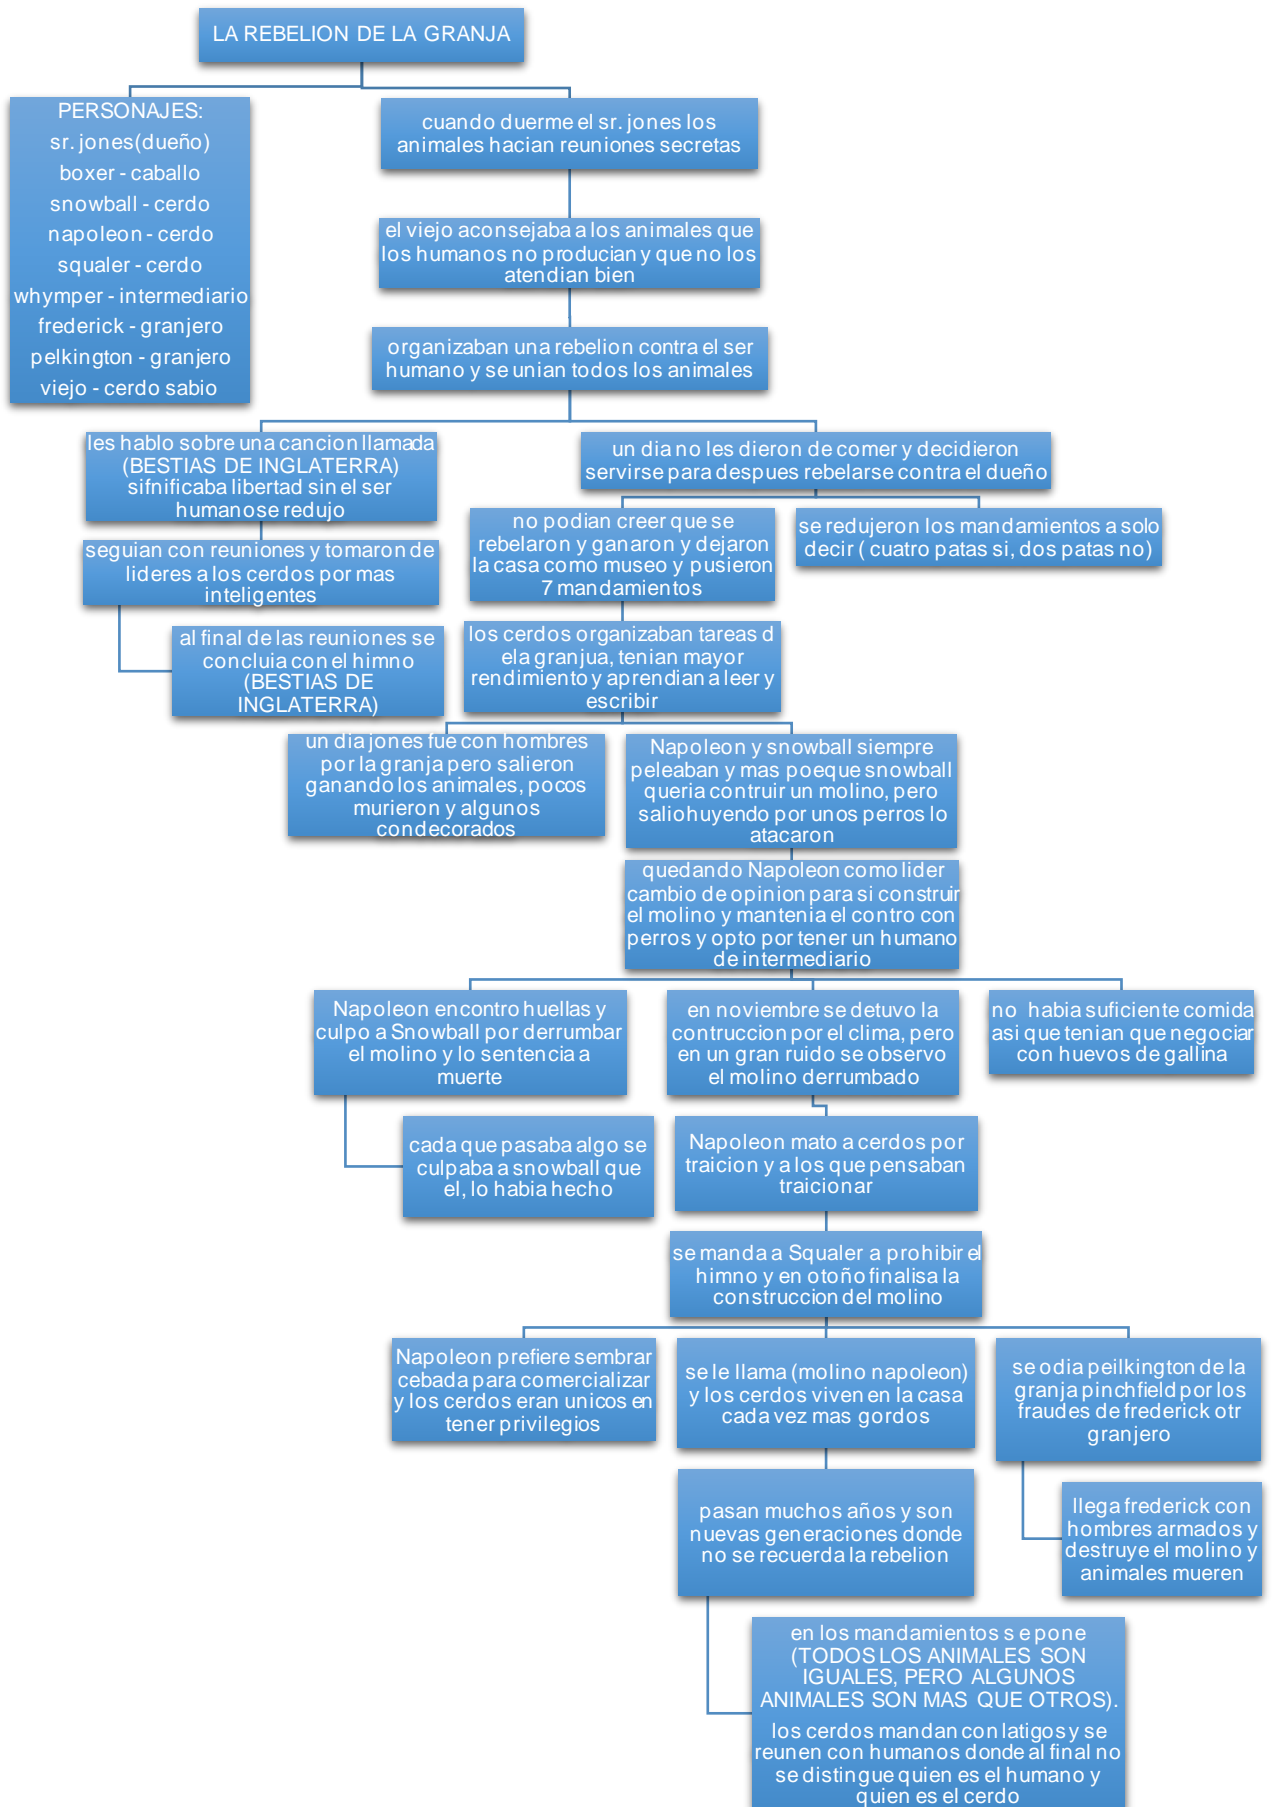 LA REBELION DE LA GRANJA
PERSONAJES:
sr. jones(dueño)
boxer - caballo
snowball - cerdo
napoleon - cerdo
squaler - cerdo
whymper - intermediario
frederick - granjero
pelkington - granjero
viejo - cerdo sabio
cuando duerme el sr. jones los
animales hacian reuniones secretas
el viejo aconsejaba a los animales que
los humanos no producian y que no los
atendian bien
organizaban una rebelion contra el ser
humano y se unian todos los animales
les hablo sobre una cancion llamada
(BESTIAS DE INGLATERRA)
sifnificaba libertad sin el ser
humanose redujo
seguian con reuniones y tomaron de
lideres a los cerdos por mas
inteligentes
al final de las reuniones se
concluia con el himno
(BESTIAS DE
INGLATERRA)
un dia no les dieron de comer y decidieron
servirse para despues rebelarse contra el dueño
no podian creer que se
rebelaron y ganaron y dejaron
la casa como museo y pusieron
7 mandamientos
se redujeron los mandamientos a solo
decir ( cuatro patas si, dos patas no)
los cerdos organizaban tareas d
ela granjua, tenian mayor
rendimiento y aprendian a leer y
escribir
un dia jones fue con hombres
por la granja pero salieron
ganando los animales, pocos
murieron y algunos
condecorados
Napoleon y snowball siempre
peleaban y mas poeque snowball
queria contruir un molino, pero
salio huyendo por unos perros lo
atacaron
quedando Napoleon como lider
cambio de opinion para si construir
el molino y mantenia el contro con
perros y opto por tener un humano
de intermediario
Napoleon encontro huellas y
culpo a Snowball por derrumbar
el molino y lo sentencia a
muerte
cada que pasaba algo se
culpaba a snowball que
el, lo habia hecho
en noviembre se detuvo la
contruccion por el clima, pero
en un gran ruido se observo
el molino derrumbado
no habia suficiente comida
asi que tenian que negociar
con huevos de gallina
Napoleon mato a cerdos por
traicion y a los que pensaban
traicionar
se manda a Squaler a prohibir el
himno y en otoño finalisa la
construccion del molino
Napoleon prefiere sembrar
cebada para comercializar
y los cerdos eran unicos en
tener privilegios
se le llama (molino napoleon)
y los cerdos viven en la casa
cada vez mas gordos
se odia peilkington de la
granja pinchfield por los
fraudes de frederick otr
granjero
llega frederick con
hombres armados y
destruye el molino y
animales mueren
pasan muchos años y son
nuevas generaciones donde
no se recuerda la rebelion
en los mandamientos s e pone
(TODOS LOS ANIMALES SON
IGUALES, PERO ALGUNOS
ANIMALES SON MAS QUE OTROS).
los cerdos mandan con latigos y se
reunen con humanos donde al final no
se distingue quien es el humano y
quien es el cerdo